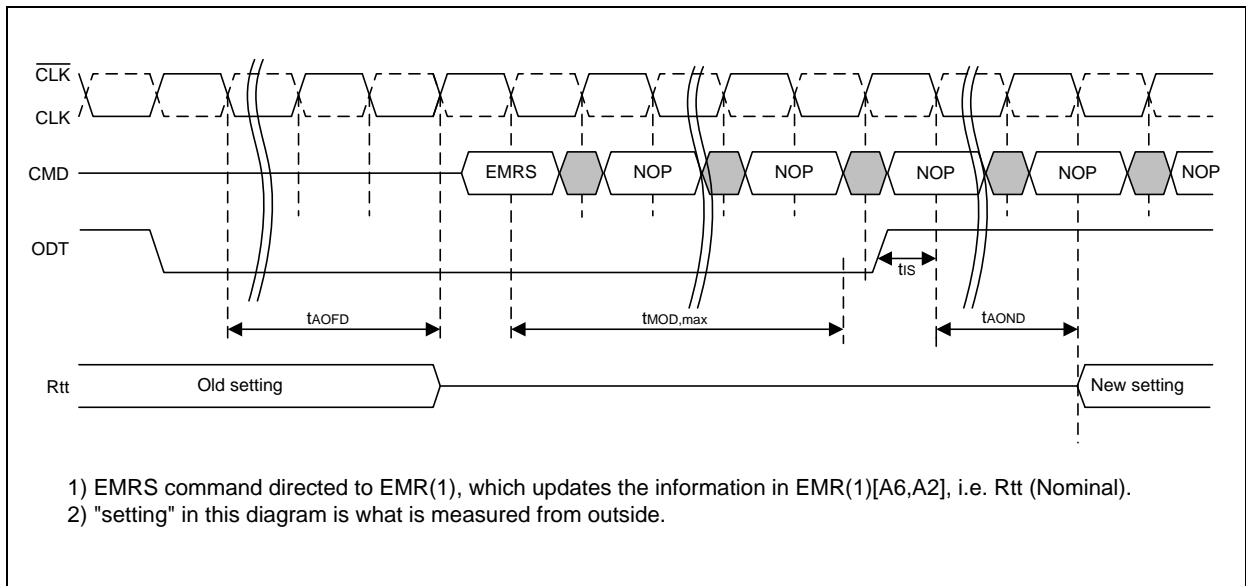 CLK
CLK
CMD
EMRS
NOP
NOP
NOP
NOP
NOP
ODT
tIS
tAOFD
tMOD,max
tAOND
Rtt
Old setting
New setting
1) EMRS command directed to EMR(1), which updates the information in EMR(1)[A6,A2], i.e. Rtt (Nominal).
2) "setting" in this diagram is what is measured from outside.